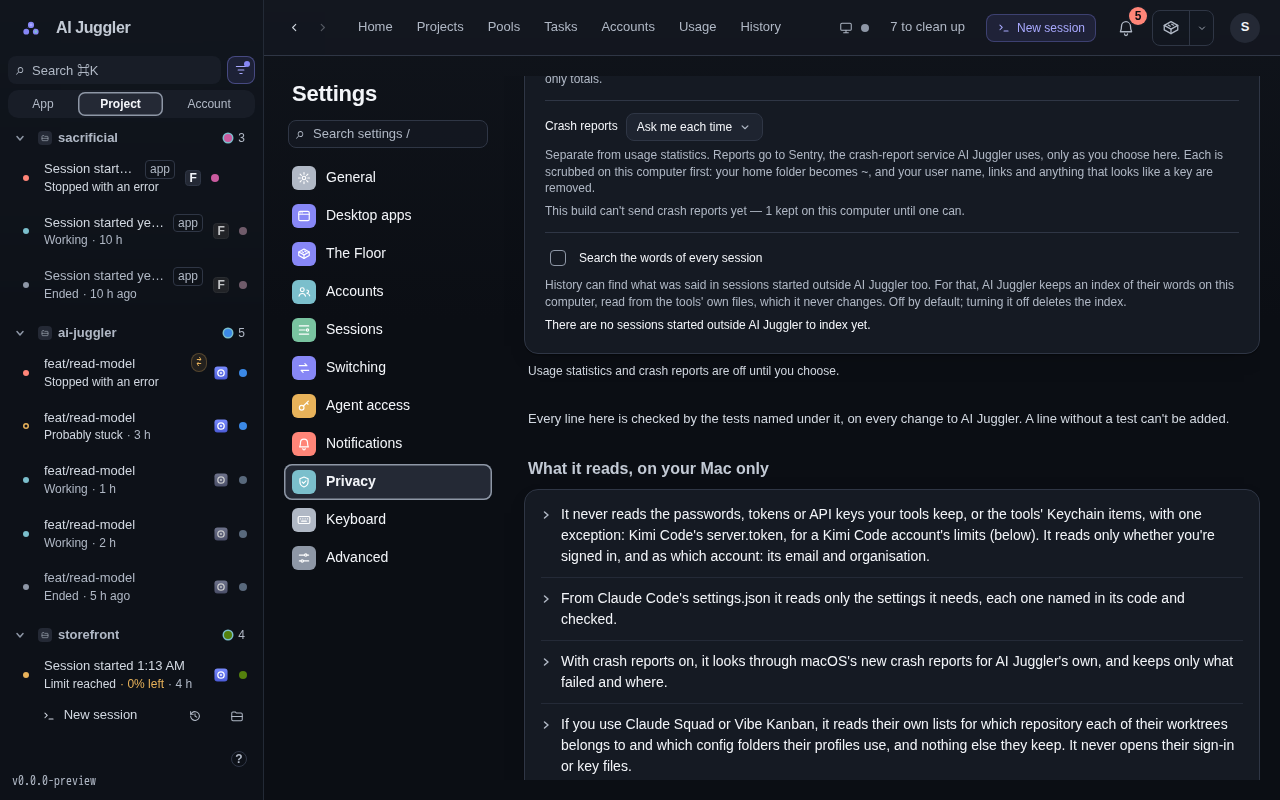 AI Juggler
Search ⌘K
App Project Account
sacrificial 3
Session start… app
Stopped with an error
F
Session started ye… app
Working · 10 h
F
Session started ye… app
Ended · 10 h ago
F
ai-juggler 5
feat/read-model
Stopped with an error
feat/read-model
Probably stuck · 3 h
feat/read-model
Working · 1 h
feat/read-model
Working · 2 h
feat/read-model
Ended · 5 h ago
storefront 4
Session started 1:13 AM
Limit reached · 0% left · 4 h
New session
?
v0.0.0-preview
Home Projects Pools Tasks Accounts Usage History
7 to clean up
New session
5
S
Settings
Search settings /
General
Desktop apps
The Floor
Accounts
Sessions
Switching
Agent access
Notifications
Privacy
Keyboard
Advanced
only totals.
Crash reports Ask me each time
Separate from usage statistics. Reports go to Sentry, the crash-report service AI Juggler uses, only as you choose here. Each is
scrubbed on this computer first: your home folder becomes ~, and your user name, links and anything that looks like a key are
removed.
This build can't send crash reports yet — 1 kept on this computer until one can.
Search the words of every session
History can find what was said in sessions started outside AI Juggler too. For that, AI Juggler keeps an index of their words on this
computer, read from the tools' own files, which it never changes. Off by default; turning it off deletes the index.
There are no sessions started outside AI Juggler to index yet.
Usage statistics and crash reports are off until you choose.
Every line here is checked by the tests named under it, on every change to AI Juggler. A line without a test can't be added.
What it reads, on your Mac only
It never reads the passwords, tokens or API keys your tools keep, or the tools' Keychain items, with one
exception: Kimi Code's server.token, for a Kimi Code account's limits (below). It reads only whether you're
signed in, and as which account: its email and organisation.
From Claude Code's settings.json it reads only the settings it needs, each one named in its code and
checked.
With crash reports on, it looks through macOS's new crash reports for AI Juggler's own, and keeps only what
failed and where.
If you use Claude Squad or Vibe Kanban, it reads their own lists for which repository each of their worktrees
belongs to and which config folders their profiles use, and nothing else they keep. It never opens their sign-in
or key files.